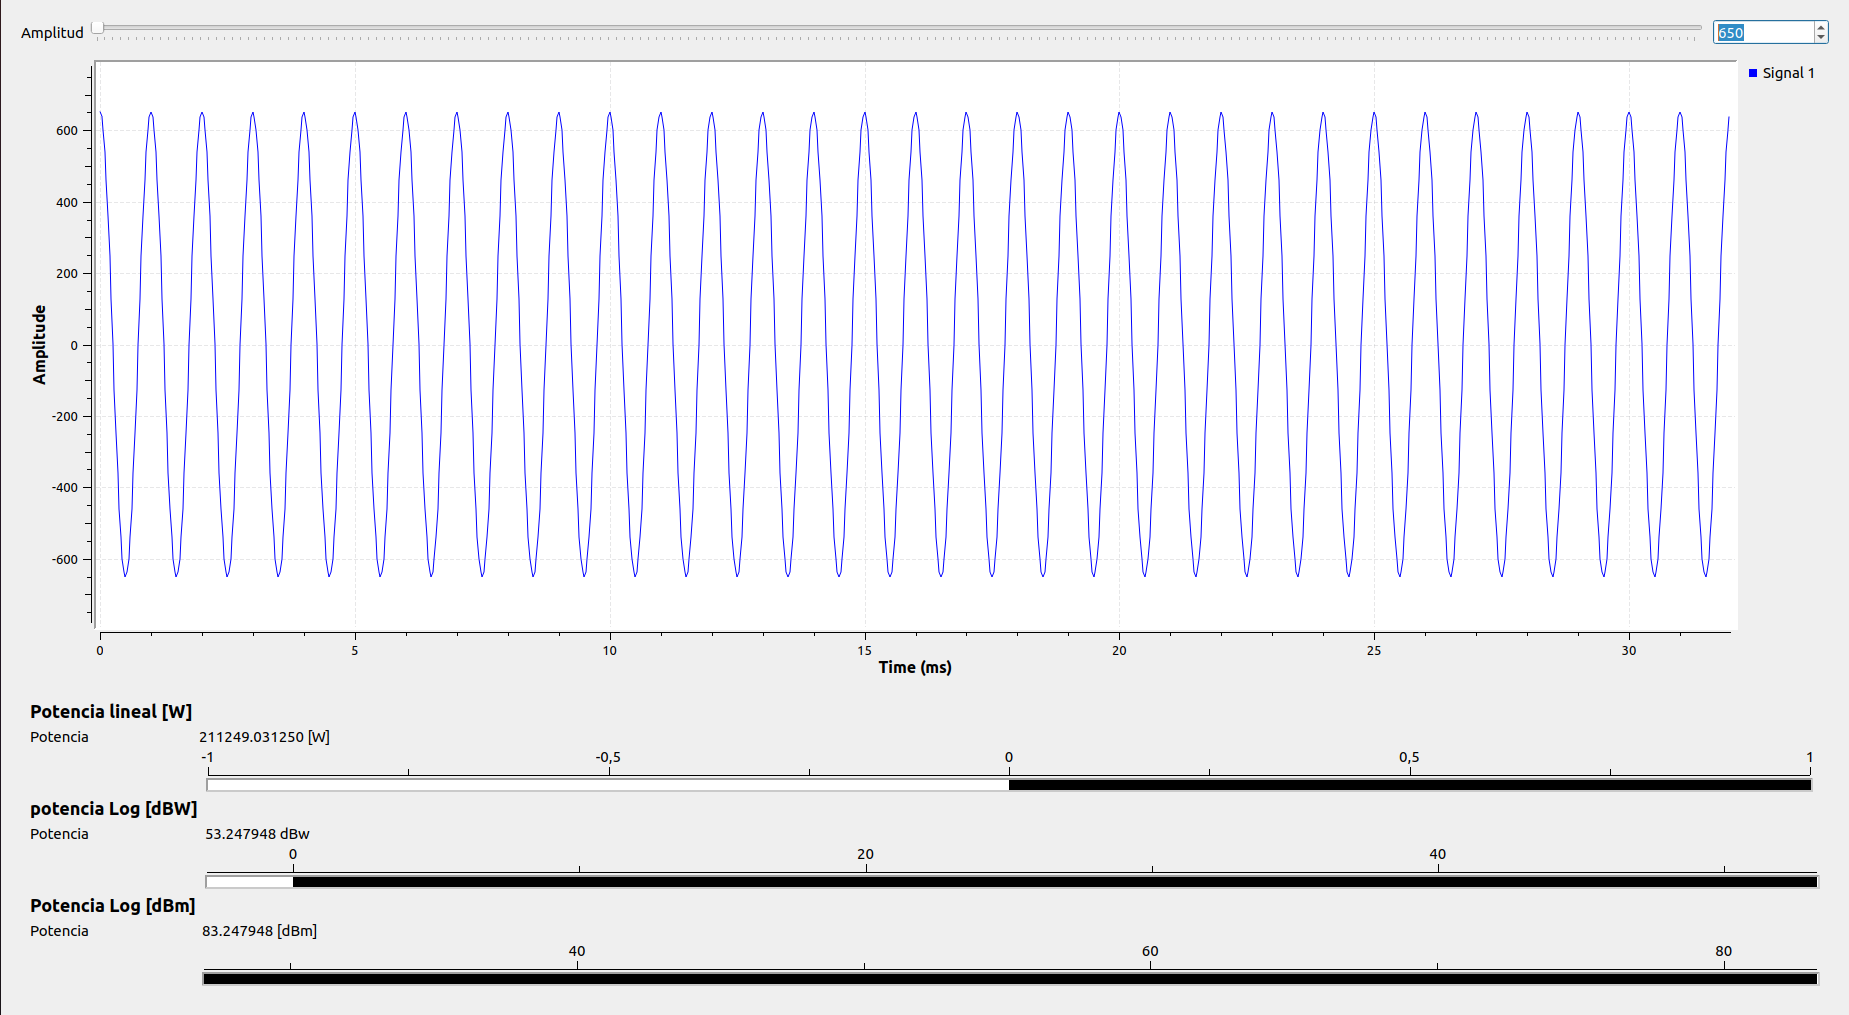 Amplitud
650
Signal 1
Amplitude
600
400
200
0
-200
-400
-600
0 5 10 15 20 25 30
Time (ms)
Potencia lineal [W]
Potencia 211249.031250 [W]
-1 -0,5 0 0,5 1
potencia Log [dBW]
Potencia 53.247948 dBw
0 20 40
Potencia Log [dBm]
Potencia 83.247948 [dBm]
40 60 80